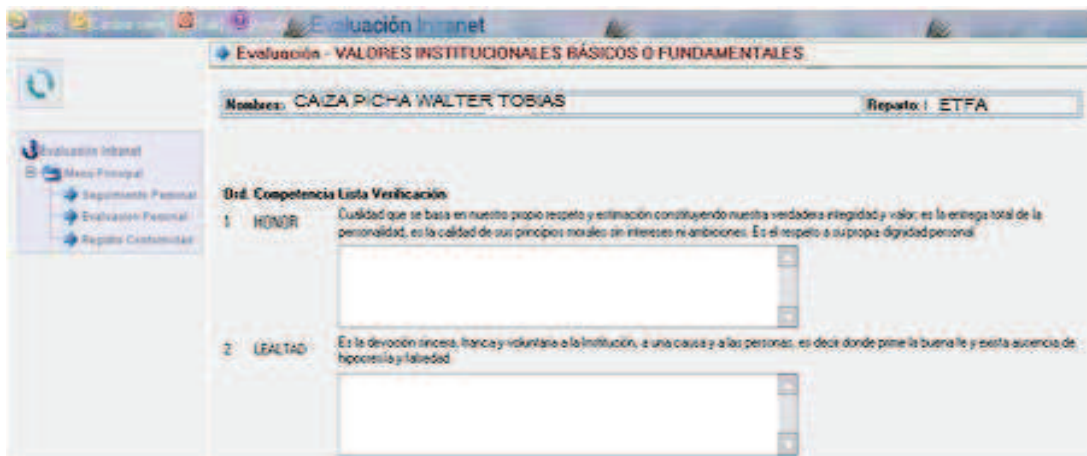 Evaluación Intranet
Evaluación - VALORES INSTITUCIONALES BÁSICOS O FUNDAMENTALES
Nombres: CAIZA PICHA WALTER TOBIAS Reparto: ETFA
Evaluación Intranet
Menú Principal
Seguimiento Personal
Evaluación Personal
Registro Conformidad
Ord. Competencia Lista Verificación
1 HONOR Cualidad que se basa en nuestro propio respeto y estimación constituyendo nuestra verdadera integridad y valor, es la entrega total de la
personalidad, es la calidad de sus principios morales sin intereses ni ambiciones. Es el respeto a su propia dignidad personal
2 LEALTAD Es la devoción sincera, franca y voluntaria a la Institución, a una causa y a las personas, es decir donde prime la buena fe y exista ausencia de
hipocresía y falsedad